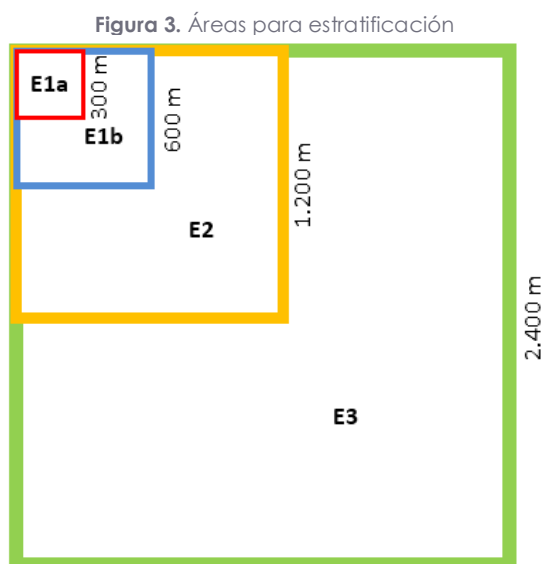 Figura 3. Áreas para estratificación
E1a
300 m
E1b
600 m
E2
1.200 m
E3
2.400 m